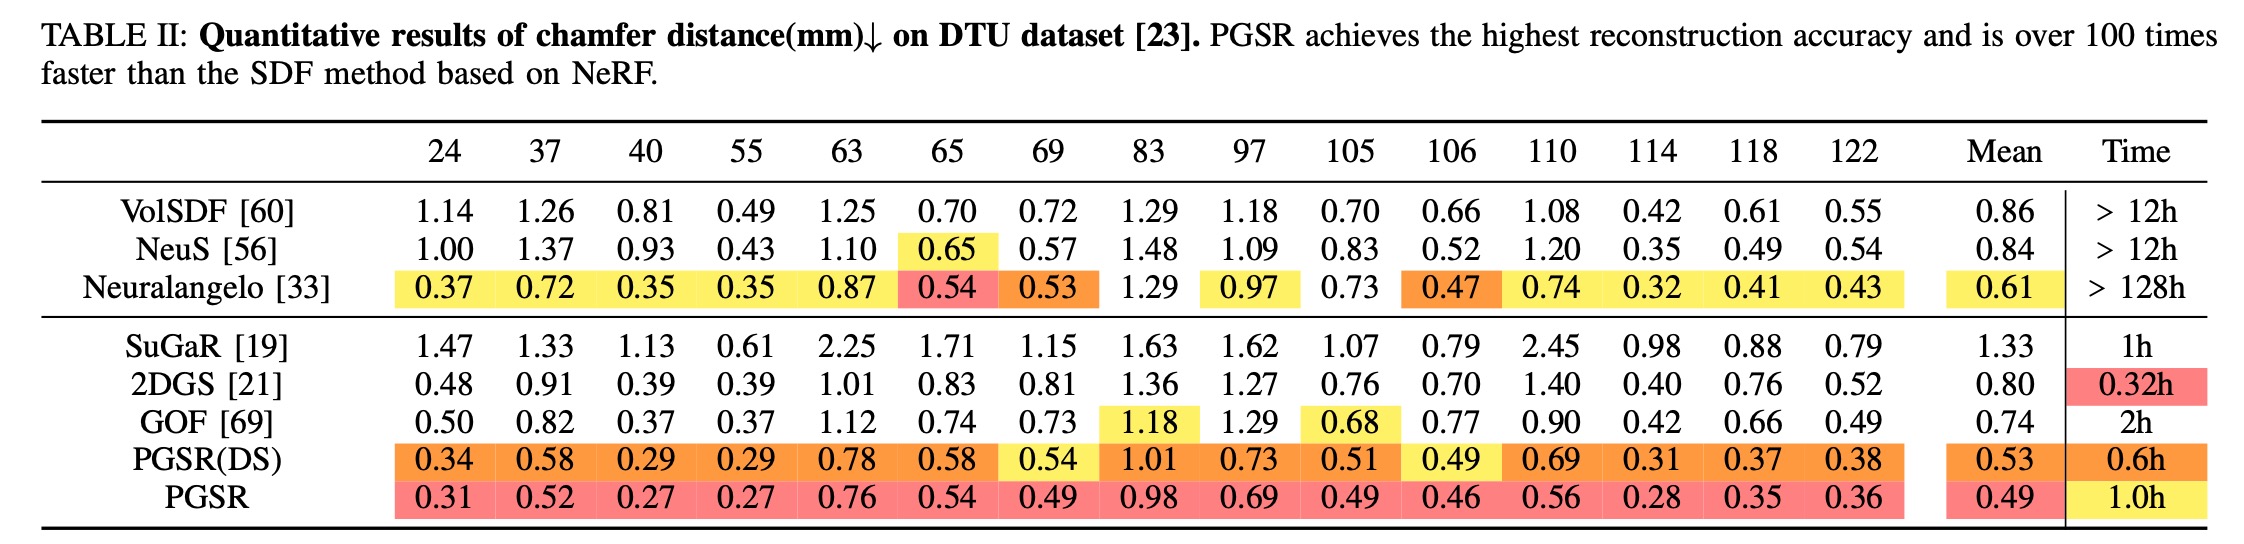 TABLE II: Quantitative results of chamfer distance(mm)↓ on DTU dataset [23]. PGSR achieves the highest reconstruction accuracy and is over 100 times
faster than the SDF method based on NeRF.
24 37 40 55 63 65 69 83 97 105 106 110 114 118 122 Mean Time
VolSDF [60] 1.14 1.26 0.81 0.49 1.25 0.70 0.72 1.29 1.18 0.70 0.66 1.08 0.42 0.61 0.55 0.86 > 12h
NeuS [56] 1.00 1.37 0.93 0.43 1.10 0.65 0.57 1.48 1.09 0.83 0.52 1.20 0.35 0.49 0.54 0.84 > 12h
Neuralangelo [33] 0.37 0.72 0.35 0.35 0.87 0.54 0.53 1.29 0.97 0.73 0.47 0.74 0.32 0.41 0.43 0.61 > 128h
SuGaR [19] 1.47 1.33 1.13 0.61 2.25 1.71 1.15 1.63 1.62 1.07 0.79 2.45 0.98 0.88 0.79 1.33 1h
2DGS [21] 0.48 0.91 0.39 0.39 1.01 0.83 0.81 1.36 1.27 0.76 0.70 1.40 0.40 0.76 0.52 0.80 0.32h
GOF [69] 0.50 0.82 0.37 0.37 1.12 0.74 0.73 1.18 1.29 0.68 0.77 0.90 0.42 0.66 0.49 0.74 2h
PGSR(DS) 0.34 0.58 0.29 0.29 0.78 0.58 0.54 1.01 0.73 0.51 0.49 0.69 0.31 0.37 0.38 0.53 0.6h
PGSR 0.31 0.52 0.27 0.27 0.76 0.54 0.49 0.98 0.69 0.49 0.46 0.56 0.28 0.35 0.36 0.49 1.0h